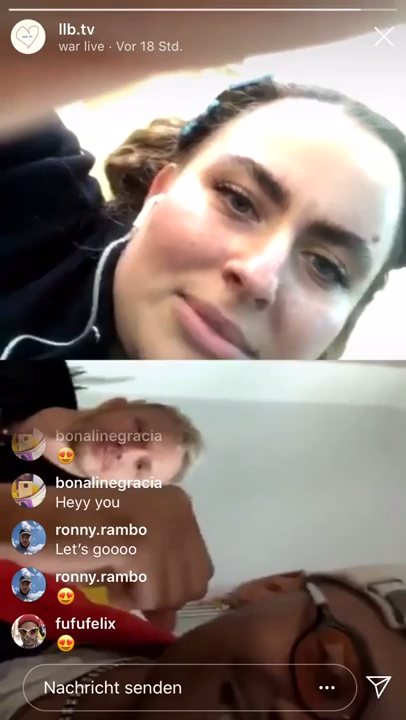 llb.tv
war live · Vor 18 Std.
bonalinegracia
😍
bonalinegracia
Heyy you
ronny.rambo
Let's goooo
ronny.rambo
😍
fufufelix
😍
Nachricht senden